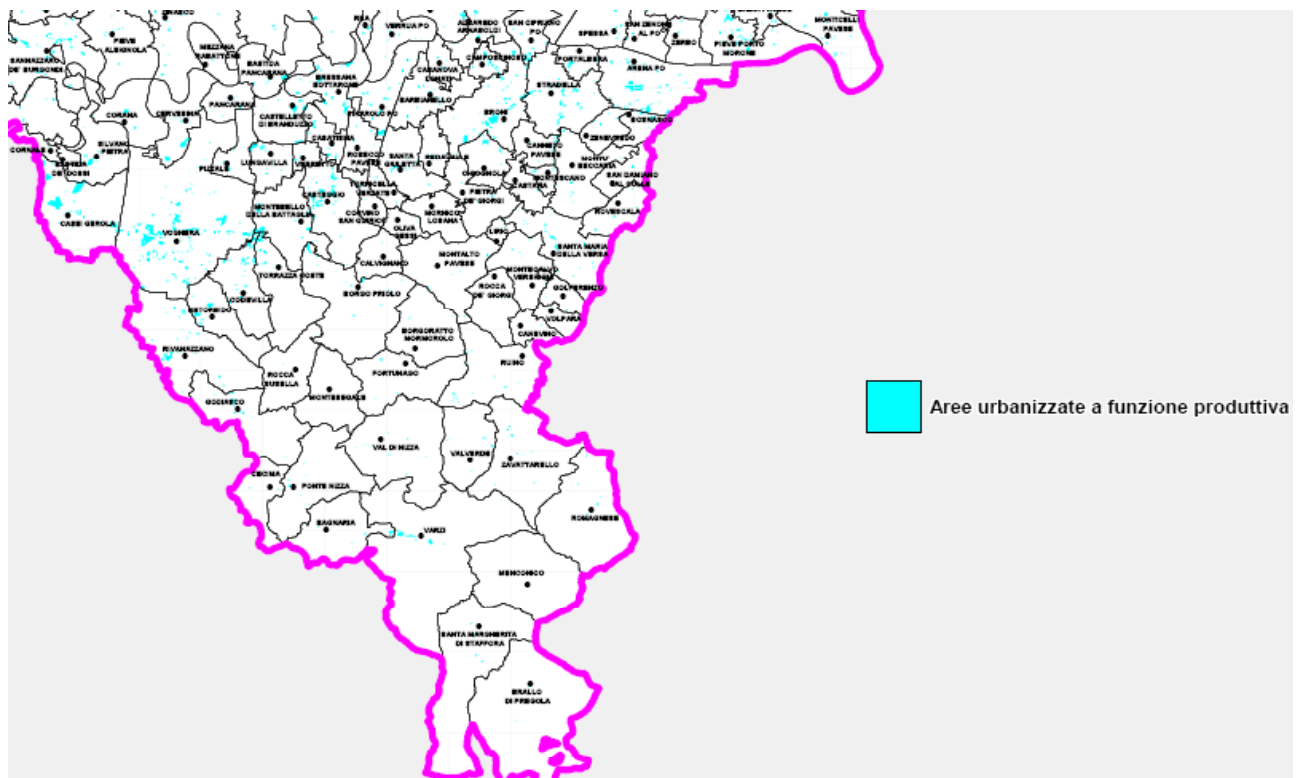 VERRUA PO
ALBAREDO
ARNABOLDI
SAN CIPRIANO
PO
SPESSA
SAN ZENONE
AL PO
ZERBO
PIEVE PORTO
MORONE
MONTICELLI
PAVESE
PIEVE
ALBIGNOLA
MEZZANA
RABATTONE
SANNAZZARO
DE' BURGONDI
BASTIDA
PANCARANA
BRESSANA
BOTTARONE
CASANOVA
LONATI
CAMPOSPINOSO
PORTALBERA
ARENA PO
STRADELLA
BARBIANELLO
PANCARANA
CORANA
CERVESINA
CASTELLETTO
DI BRANDUZZO
PINAROLO PO
BRONI
BOSNASCO
ZENEVREDO
CORNALE
SILVANO
PIETRA
CASATISMA
ROBECCO
PAVESE
SANTA
GIULETTA
REDAVALLE
CANNETO
PAVESE
MONTU'
BECCARIA
PIZZALE
LUNGAVILLA
VERRETTO
CIGOGNOLA
CASTANA
MONTESCANO
SAN DAMIANO
AL COLLE
TORRICELLA
VERZATE
CASTEGGIO
PIETRA
DE' GIORGI
ROVESCALA
MONTEBELLO
DELLA BATTAGLIA
CORVINO
SAN QUIRICO
MORNICO
LOSANA
OLIVA
GESSI
CASEI GEROLA
VOGHERA
LIRIO
SANTA MARIA
DELLA VERSA
CALVIGNANO
MONTALTO
PAVESE
TORRAZZA COSTE
MONTECALVO
VERSIGGIA
ROCCA
DE' GIORGI
GOLFERENZO
BORGO PRIOLO
CODEVILLA
RETORBIDO
VOLPARA
CANEVINO
BORGORATTO
MORMOROLO
RIVANAZZANO
RUINO
FORTUNAGO
ROCCA
SUSELLA
MONTESEGALE
GODIASCO
Aree urbanizzate a funzione produttiva
VAL DI NIZZA
VALVERDE
ZAVATTARELLO
CECIMA
PONTE NIZZA
BAGNARIA
VARZI
ROMAGNESE
MENCONICO
SANTA MARGHERITA
DI STAFFORA
BRALLO
DI PREGOLA